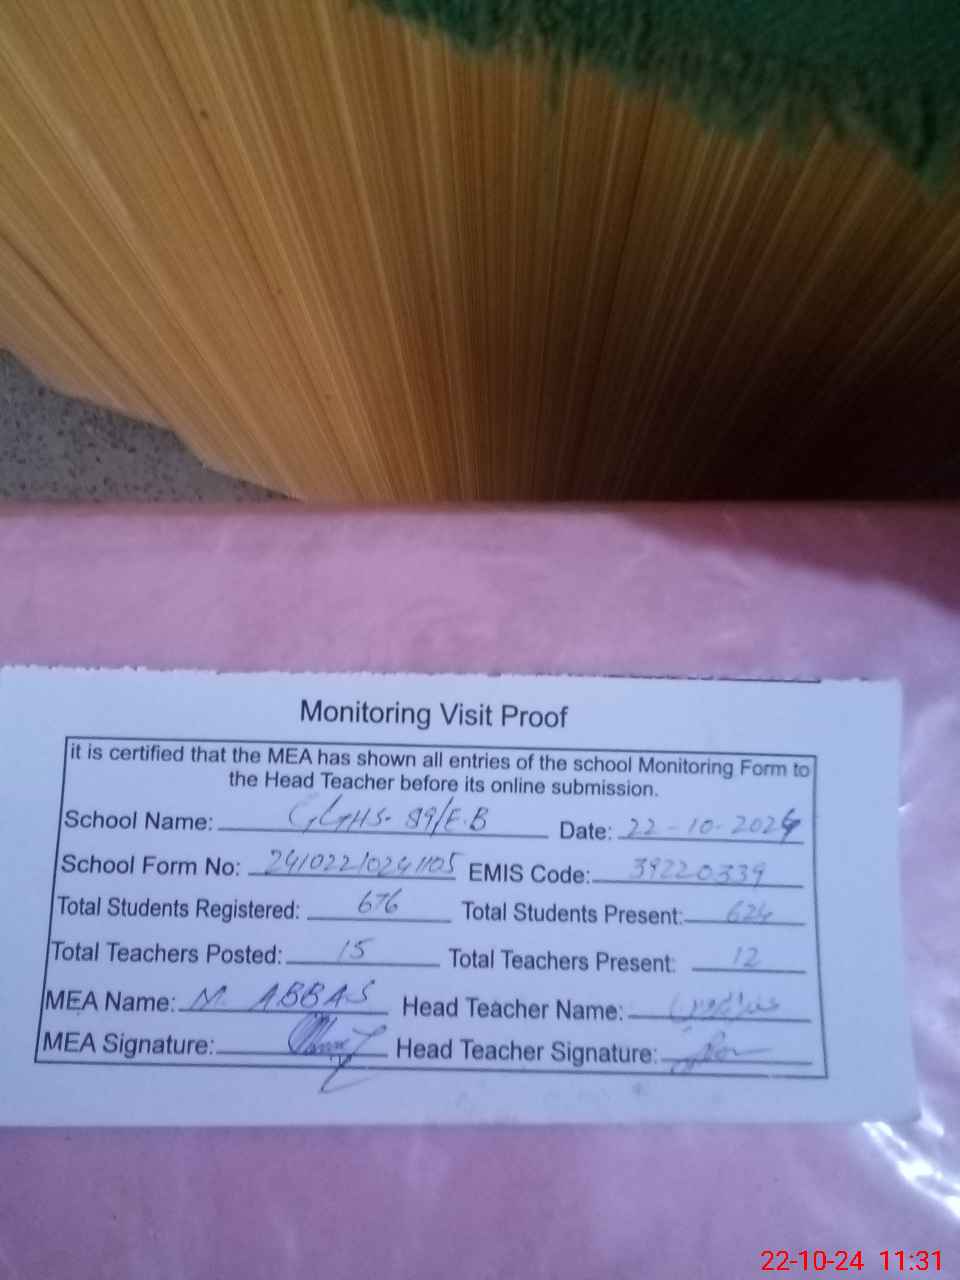 Monitoring Visit Proof
it is certified that the MEA has shown all entries of the school Monitoring Form to
the Head Teacher before its online submission.
School Name: GGHS. 89/E.B Date: 22-10-2024
School Form No: 24102210241105 EMIS Code: 39220339
Total Students Registered: 676 Total Students Present: 624
Total Teachers Posted: 15 Total Teachers Present: 12
MEA Name: M. ABBAS Head Teacher Name:
MEA Signature: Head Teacher Signature:
22-10-24 11:31